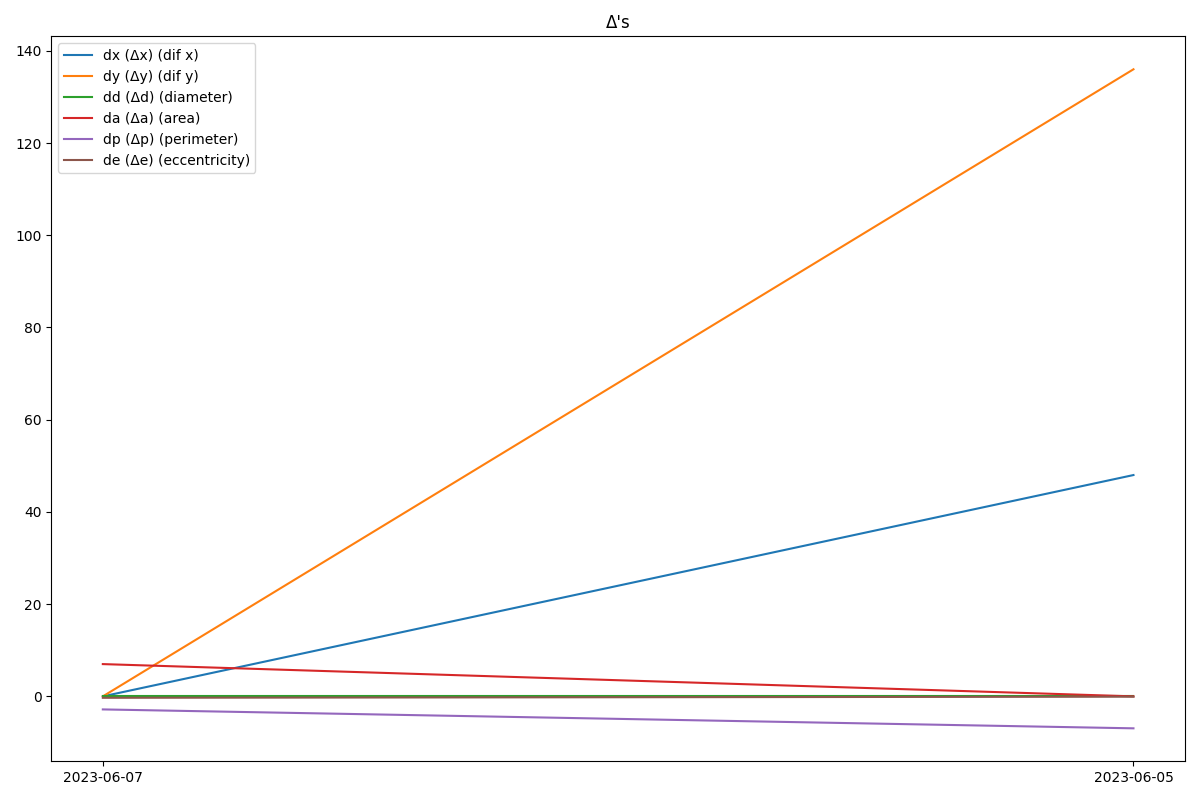 Δ's
140
120
100
80
60
40
20
0
dx (Δx) (dif x)
dy (Δy) (dif y)
dd (Δd) (diameter)
da (Δa) (area)
dp (Δp) (perimeter)
de (Δe) (eccentricity)
2023-06-07
2023-06-05